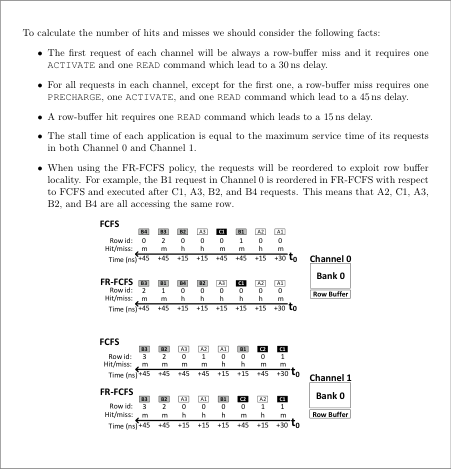 To calculate the number of hits and misses we should consider the following facts:
• The first request of each channel will be always a row-buffer miss and it requires one
ACTIVATE and one READ command which lead to a 30 ns delay.
• For all requests in each channel, except for the first one, a row-buffer miss requires one
PRECHARGE, one ACTIVATE, and one READ command which lead to a 45 ns delay.
• A row-buffer hit requires one READ command which leads to a 15 ns delay.
• The stall time of each application is equal to the maximum service time of its requests
in both Channel 0 and Channel 1.
• When using the FR-FCFS policy, the requests will be reordered to exploit row buffer
locality. For example, the B1 request in Channel 0 is reordered in FR-FCFS with respect
to FCFS and executed after C1, A3, B2, and B4 requests. This means that A2, C1, A3,
B2, and B4 are all accessing the same row.
FCFS
B4 B3 B2 A3 C1 B1 A2 A1
Row id: 0 2 0 0 0 1 0 0
Hit/miss: m m h h m m h m
Time (ns) +45 +45 +15 +15 +45 +45 +15 +30 t0
Channel 0
Bank 0
Row Buffer
FR-FCFS
B3 B1 B4 B2 A3 C1 A2 A1
Row id: 2 1 0 0 0 0 0 0
Hit/miss: m m h h h h h m
Time (ns) +45 +45 +15 +15 +15 +15 +15 +30 t0
FCFS
B3 B2 A3 A2 A1 B1 C2 C1
Row id: 3 2 0 1 0 0 0 1
Hit/miss: m m m m h h m m
Time (ns) +45 +45 +45 +45 +15 +15 +45 +30 t0
Channel 1
Bank 0
Row Buffer
FR-FCFS
B3 B2 A3 A1 B1 C2 A2 C1
Row id: 3 2 0 0 0 0 1 1
Hit/miss: m m h h h m h m
Time (ns) +45 +45 +15 +15 +15 +45 +15 +30 t0